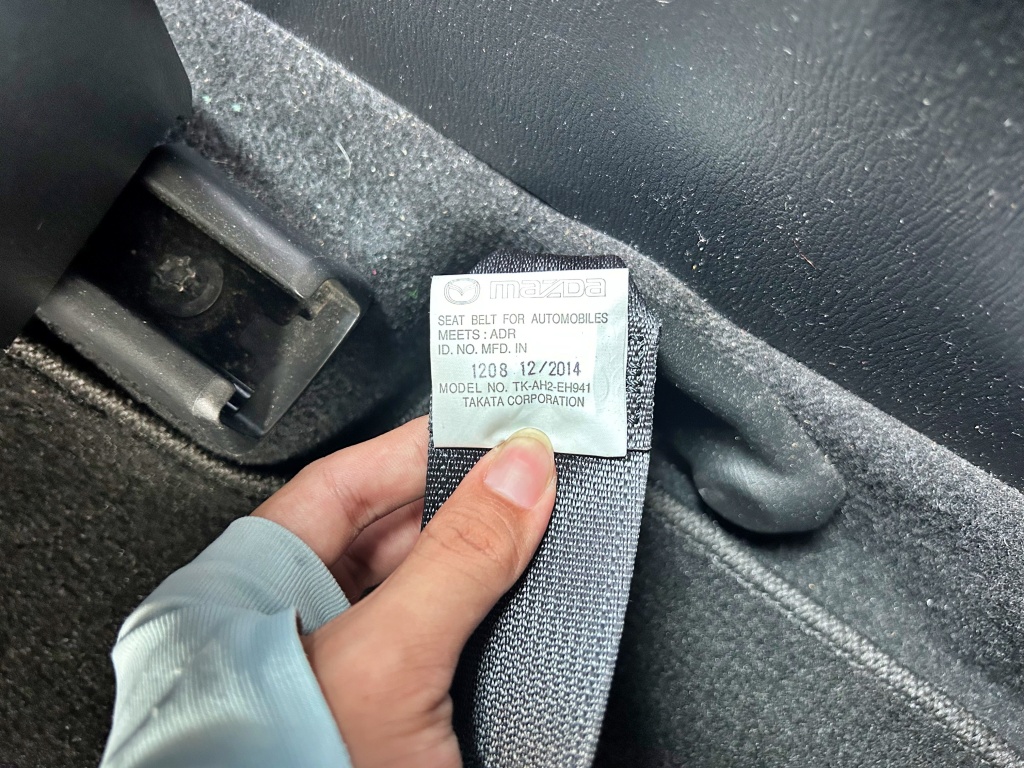 mazda
SEAT BELT FOR AUTOMOBILES
MEETS : ADR
ID. NO. MFD. IN
1208 12/2014
MODEL NO. TK-AH2-EH941
TAKATA CORPORATION